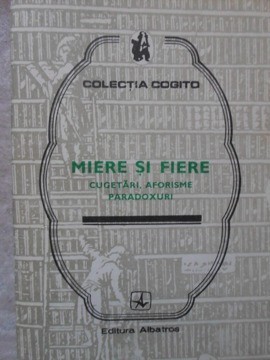 COLECȚIA COGITO
MIERE ȘI FIERE
CUGETĂRI. AFORISME
PARADOXURI
Editura Albatros